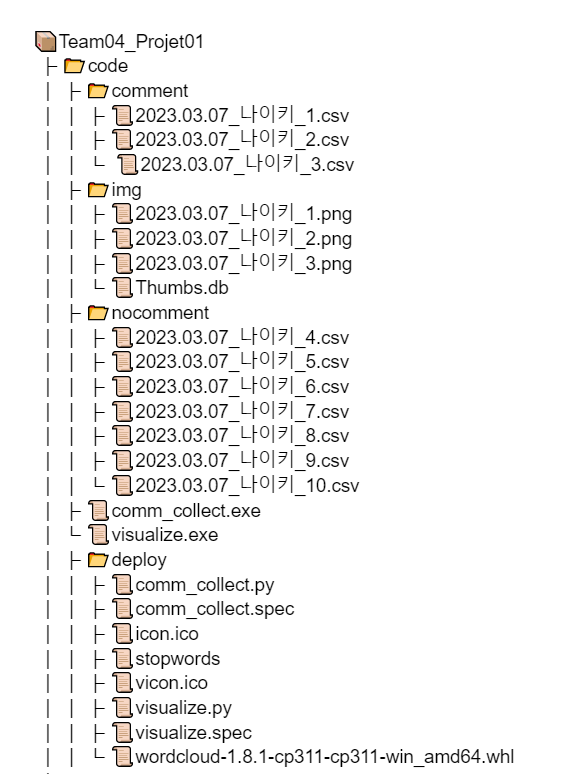 Team04_Projet01
code
comment
2023.03.07_나이키_1.csv
2023.03.07_나이키_2.csv
2023.03.07_나이키_3.csv
img
2023.03.07_나이키_1.png
2023.03.07_나이키_2.png
2023.03.07_나이키_3.png
Thumbs.db
nocomment
2023.03.07_나이키_4.csv
2023.03.07_나이키_5.csv
2023.03.07_나이키_6.csv
2023.03.07_나이키_7.csv
2023.03.07_나이키_8.csv
2023.03.07_나이키_9.csv
2023.03.07_나이키_10.csv
comm_collect.exe
visualize.exe
deploy
comm_collect.py
comm_collect.spec
icon.ico
stopwords
vicon.ico
visualize.py
visualize.spec
wordcloud-1.8.1-cp311-cp311-win_amd64.whl